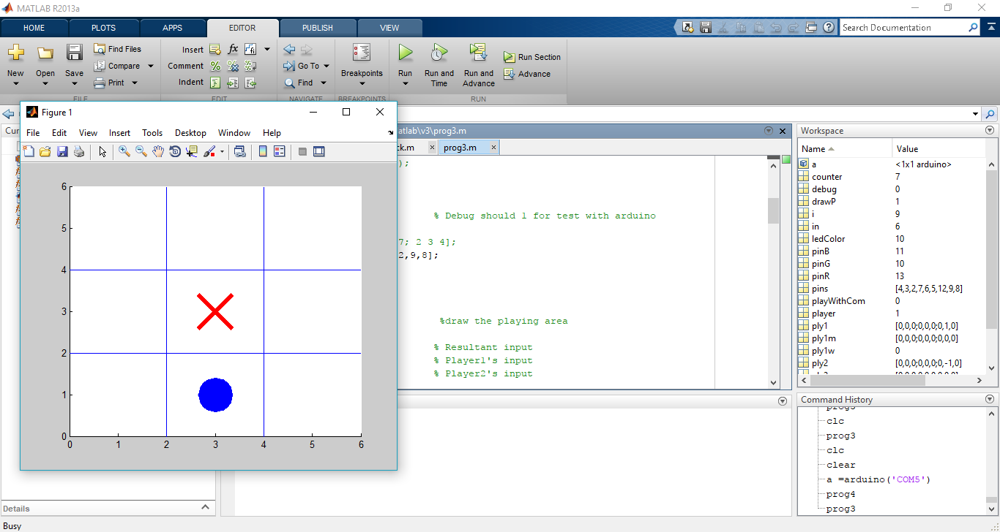 MATLAB R2013a
HOME PLOTS APPS EDITOR PUBLISH VIEW
Search Documentation
New Open Save
Find Files
Compare
Print
FILE
Insert
Comment
Indent
EDIT
Go To
Find
NAVIGATE
Breakpoints
BREAKPOINTS
Run
Run and Time
Run and Advance
Run Section
Advance
RUN
Figure 1
File Edit View Insert Tools Desktop Window Help
6
5
4
3
2
1
0
0 1 2 3 4 5 6
Cur
atlab\v3\prog3.m
ck.m prog3.m
);
% Debug should 1 for test with arduino
7; 2 3 4];
2,9,8];
%draw the playing area
% Resultant input
% Player1's input
% Player2's input
Workspace
Name Value
a <1x1 arduino>
counter 7
debug 0
drawP 1
i 9
in 6
ledColor 10
pinB 11
pinG 10
pinR 13
pins [4,3,2,7,6,5,12,9,8]
playWithCom 0
player 1
ply1 [0,0,0;0,0,0;0,1,0]
ply1m [0,0,0;0,0,0;0,0,0]
ply1w 0
ply2 [0,0,0;0,0,0;0,-1,0]
Command History
prog3
clc
prog3
clc
clear
a =arduino('COM5')
prog4
prog3
Details
Busy